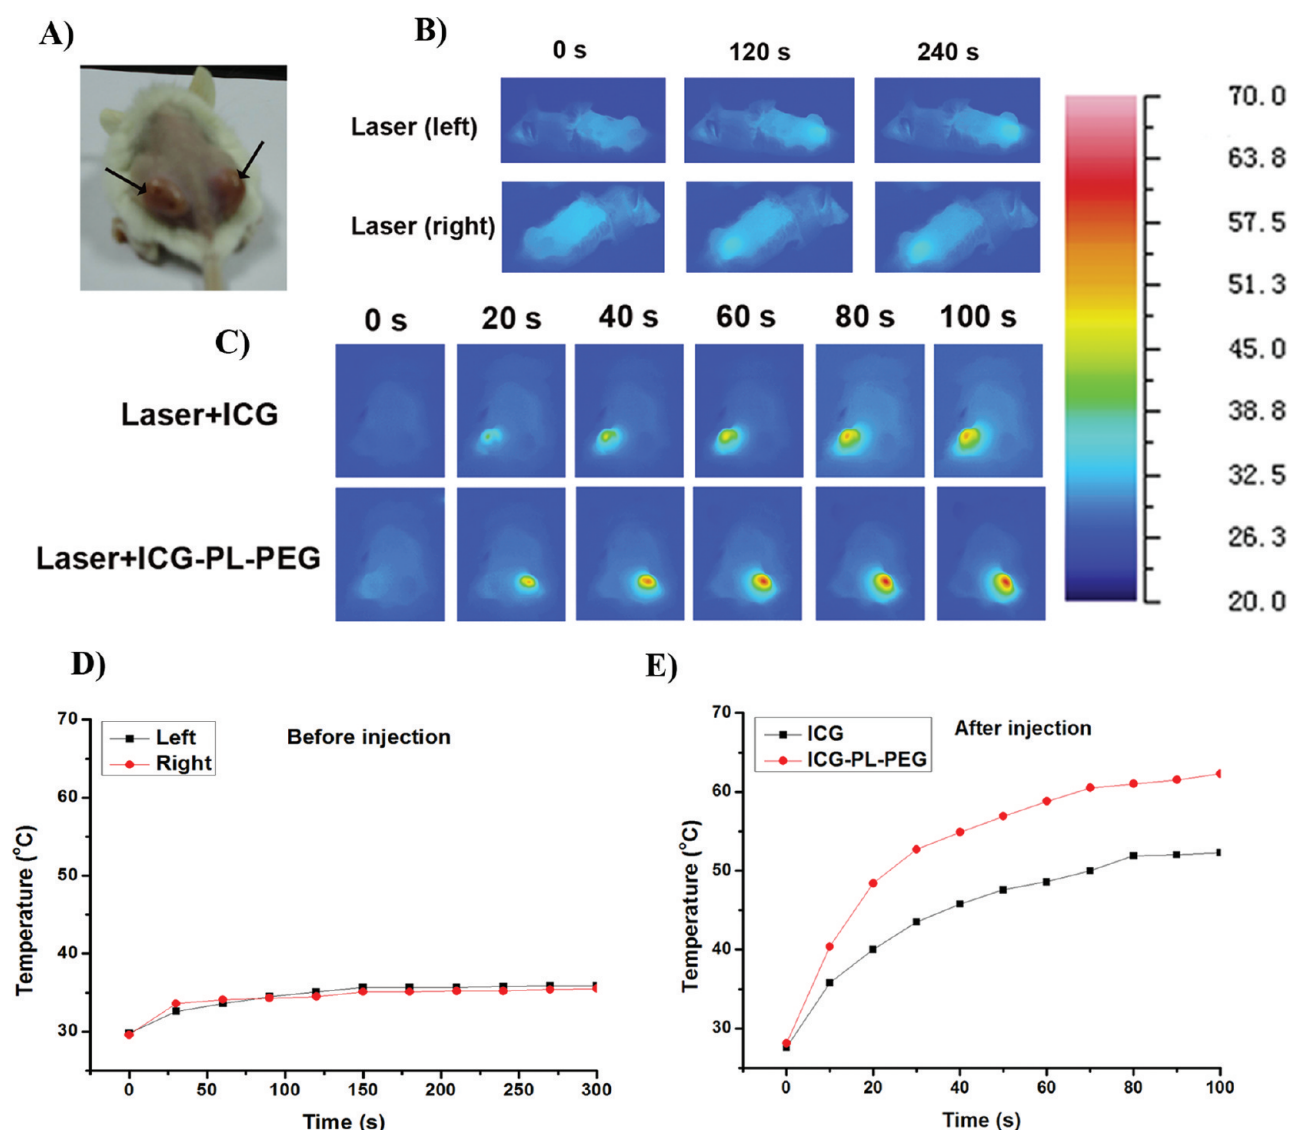 A)
B)
0 s 120 s 240 s
Laser (left)
Laser (right)
70.0
63.8
57.5
51.3
45.0
38.8
32.5
26.3
20.0
C)
0 s 20 s 40 s 60 s 80 s 100 s
Laser+ICG
Laser+ICG-PL-PEG
D)
Before injection
Left
Right
Temperature (°C)
70
60
50
40
30
0 50 100 150 200 250 300
Time (s)
E)
After injection
ICG
ICG-PL-PEG
Temperature (°C)
70
60
50
40
30
0 20 40 60 80 100
Time (s)